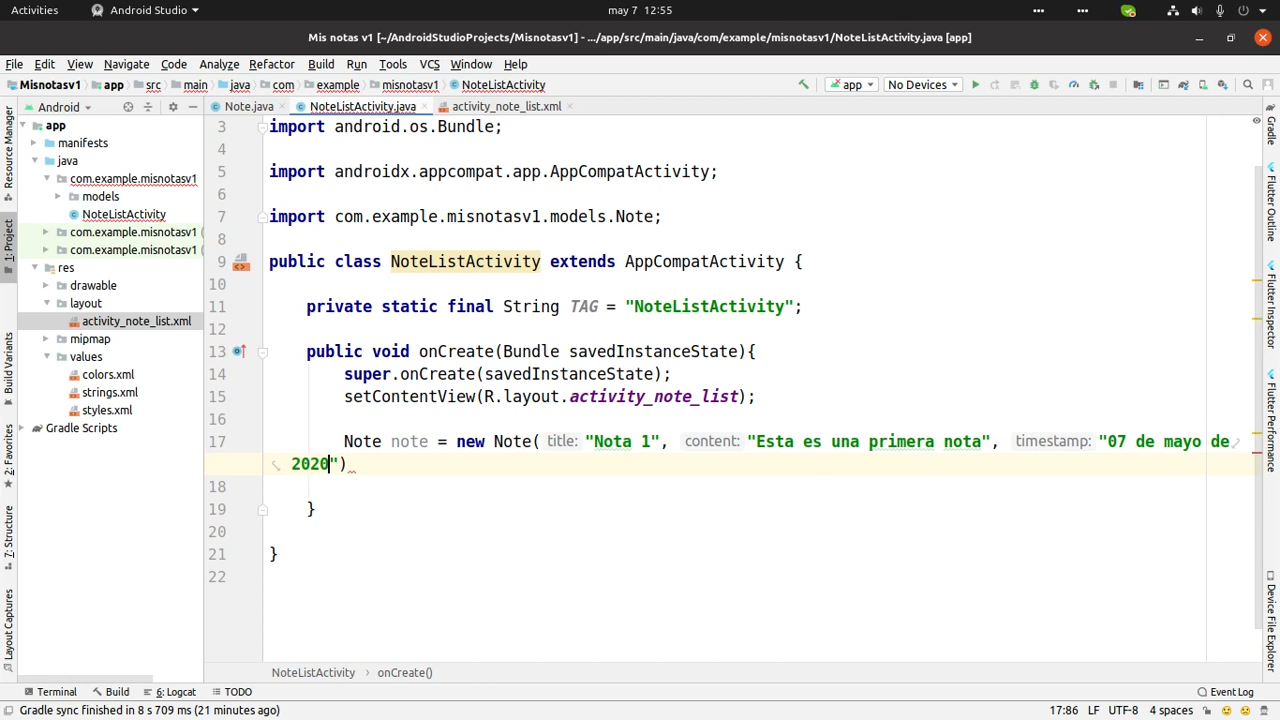 Activities
Android Studio
may 7 12:55
Mis notas v1 [~/AndroidStudioProjects/Misnotasv1] - .../app/src/main/java/com/example/misnotasv1/NoteListActivity.java [app]
File Edit View Navigate Code Analyze Refactor Build Run Tools VCS Window Help
Misnotasv1 app src main java com example misnotasv1 NoteListActivity
app
No Devices
Android
Note.java
NoteListActivity.java
activity_note_list.xml
Resource Manager
1: Project
Build Variants
2: Favorites
7: Structure
Layout Captures
app
manifests
java
com.example.misnotasv1
models
NoteListActivity
com.example.misnotasv1 (
com.example.misnotasv1 (
res
drawable
layout
activity_note_list.xml
mipmap
values
colors.xml
strings.xml
styles.xml
Gradle Scripts
3 import android.os.Bundle;
4
5 import androidx.appcompat.app.AppCompatActivity;
6
7 import com.example.misnotasv1.models.Note;
8
9 public class NoteListActivity extends AppCompatActivity {
10
11 private static final String TAG = "NoteListActivity";
12
13 public void onCreate(Bundle savedInstanceState){
14 super.onCreate(savedInstanceState);
15 setContentView(R.layout.activity_note_list);
16
17 Note note = new Note( title: "Nota 1", content: "Esta es una primera nota", timestamp: "07 de mayo de
2020")
18
19 }
20
21 }
22
Gradle
Flutter Outline
Flutter Inspector
Flutter Performance
Device File Explorer
NoteListActivity › onCreate()
Terminal
Build
6: Logcat
TODO
Event Log
Gradle sync finished in 8 s 709 ms (21 minutes ago)
17:86 LF UTF-8 4 spaces